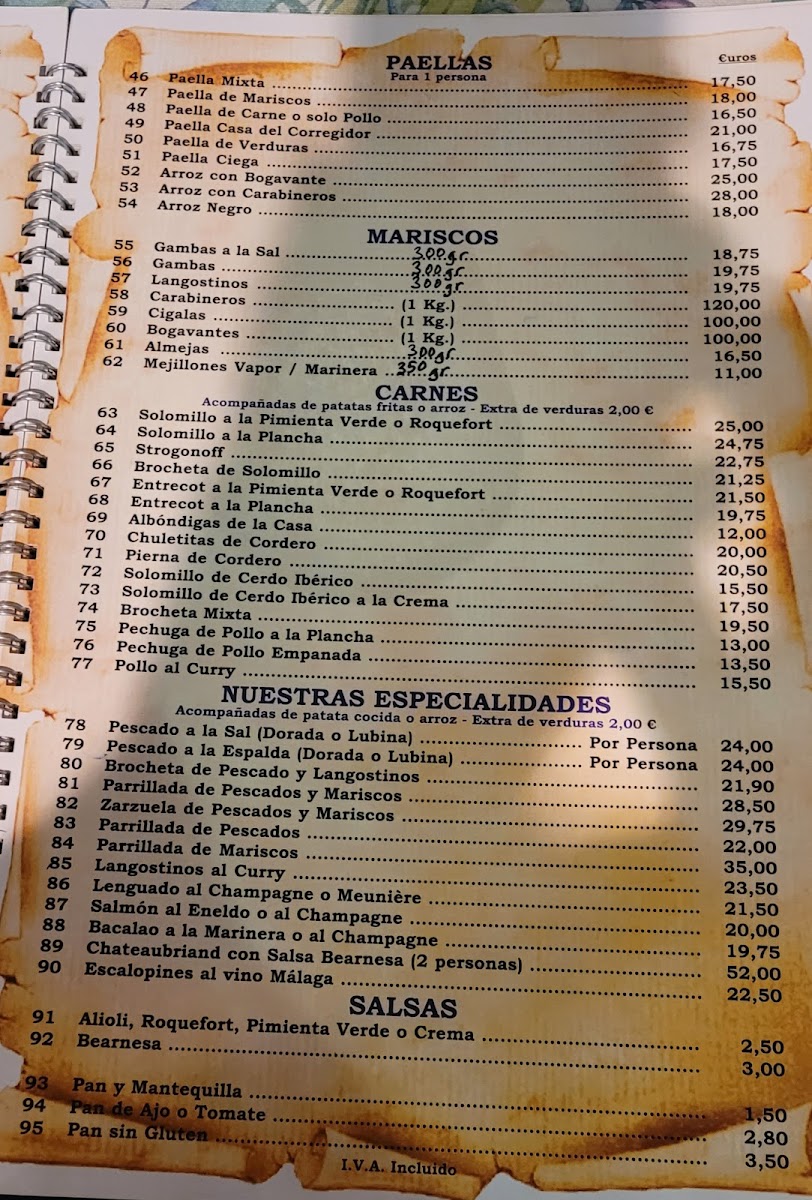 PAELLAS €uros
Para 1 persona
46 Paella Mixta 17,50
47 Paella de Mariscos 18,00
48 Paella de Carne o solo Pollo 16,50
49 Paella Casa del Corregidor 21,00
50 Paella de Verduras 16,75
51 Paella Ciega 17,50
52 Arroz con Bogavante 25,00
53 Arroz con Carabineros 28,00
54 Arroz Negro 18,00
MARISCOS
55 Gambas a la Sal 300gr 18,75
56 Gambas 300gr 19,75
57 Langostinos 300gr 19,75
58 Carabineros (1 Kg.) 120,00
59 Cigalas (1 Kg.) 100,00
60 Bogavantes (1 Kg.) 100,00
61 Almejas 300gr 16,50
62 Mejillones Vapor / Marinera 350gr 11,00
CARNES
Acompañadas de patatas fritas o arroz - Extra de verduras 2,00 €
63 Solomillo a la Pimienta Verde o Roquefort 25,00
64 Solomillo a la Plancha 24,75
65 Strogonoff 22,75
66 Brocheta de Solomillo 21,25
67 Entrecot a la Pimienta Verde o Roquefort 21,50
68 Entrecot a la Plancha 19,75
69 Albóndigas de la Casa 12,00
70 Chuletitas de Cordero 20,00
71 Pierna de Cordero 20,50
72 Solomillo de Cerdo Ibérico 15,50
73 Solomillo de Cerdo Ibérico a la Crema 17,50
74 Brocheta Mixta 19,50
75 Pechuga de Pollo a la Plancha 13,00
76 Pechuga de Pollo Empanada 13,50
77 Pollo al Curry 15,50
NUESTRAS ESPECIALIDADES
Acompañadas de patata cocida o arroz - Extra de verduras 2,00 €
78 Pescado a la Sal (Dorada o Lubina) Por Persona 24,00
79 Pescado a la Espalda (Dorada o Lubina) Por Persona 24,00
80 Brocheta de Pescado y Langostinos 21,90
81 Parrillada de Pescados y Mariscos 28,50
82 Zarzuela de Pescados y Mariscos 29,75
83 Parrillada de Pescados 22,00
84 Parrillada de Mariscos 35,00
85 Langostinos al Curry 23,50
86 Lenguado al Champagne o Meunière 21,50
87 Salmón al Eneldo o al Champagne 20,00
88 Bacalao a la Marinera o al Champagne 19,75
89 Chateaubriand con Salsa Bearnesa (2 personas) 52,00
90 Escalopines al vino Málaga 22,50
SALSAS
91 Alioli, Roquefort, Pimienta Verde o Crema 2,50
92 Bearnesa 3,00
93 Pan y Mantequilla 1,50
94 Pan de Ajo o Tomate 2,80
95 Pan sin Gluten 3,50
I.V.A. Incluido